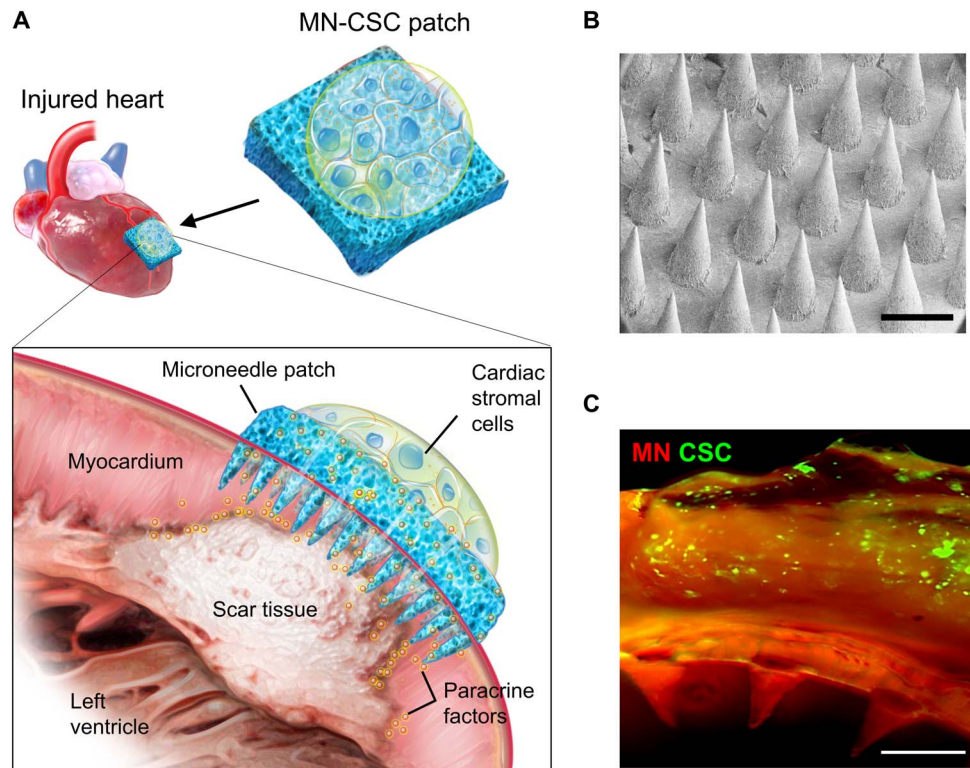 A
MN-CSC patch
Injured heart
Microneedle patch
Cardiac
stromal
cells
Myocardium
Scar tissue
Left
ventricle
Paracrine
factors
B
C
MN CSC